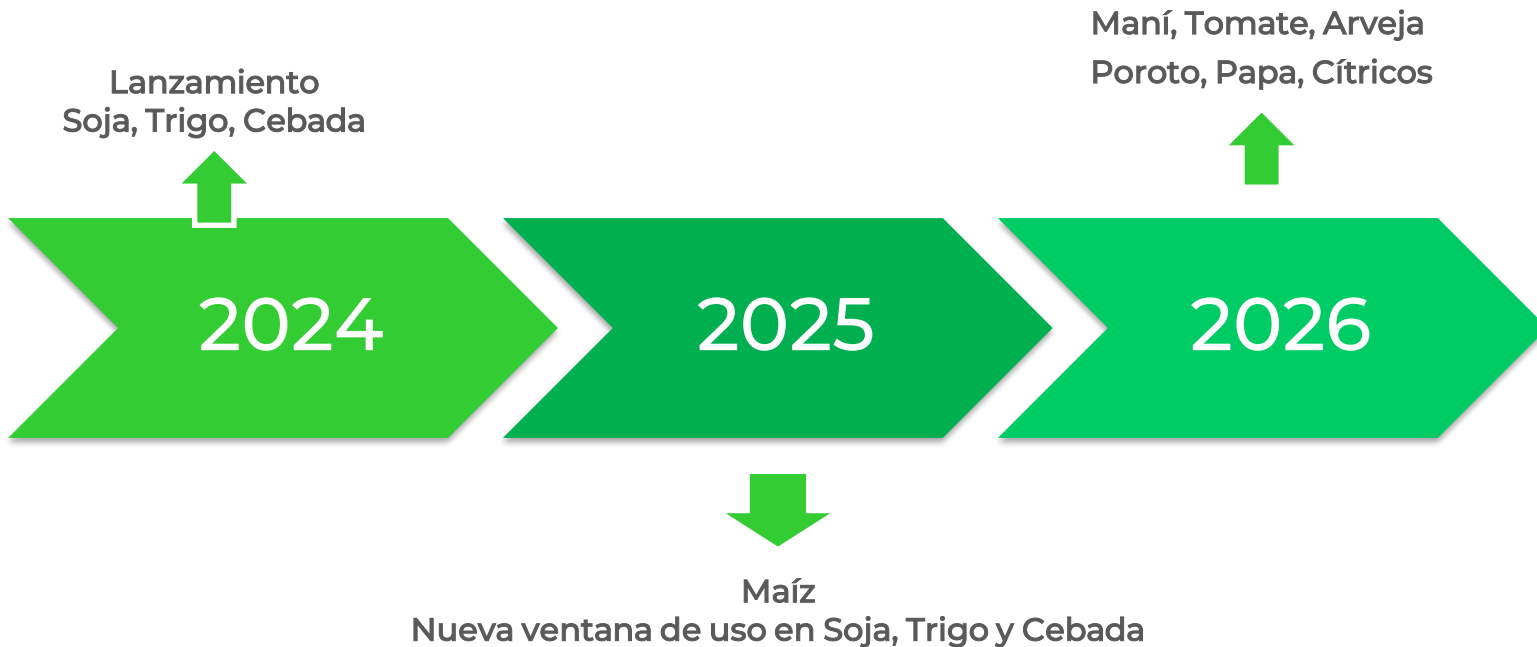 Lanzamiento
Soja, Trigo, Cebada
2024
2025
Maíz
Nueva ventana de uso en Soja, Trigo y Cebada
Maní, Tomate, Arveja
Poroto, Papa, Cítricos
2026